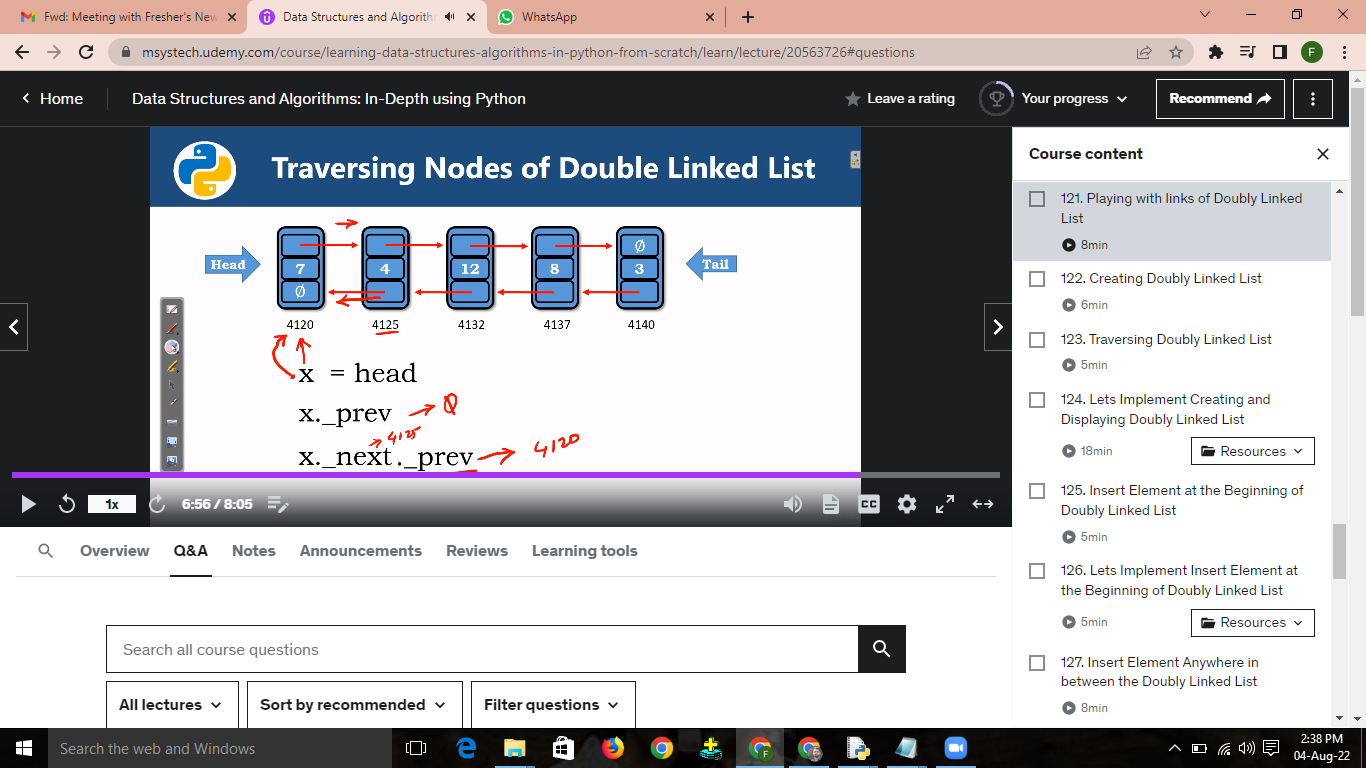 Fwd: Meeting with Fresher's New
Data Structures and Algorithm
WhatsApp
msystech.udemy.com/course/learning-data-structures-algorithms-in-python-from-scratch/learn/lecture/20563726#questions
F
Home
Data Structures and Algorithms: In-Depth using Python
Leave a rating
Your progress
Recommend
Traversing Nodes of Double Linked List
Head
Tail
Ø
7 4 12 8 3
Ø
4120 4125 4132 4137 4140
x = head
x._prev → Ø
→ 4125
x._next._prev → 4120
1x
6:56 / 8:05
CC
Overview Q&A Notes Announcements Reviews Learning tools
Search all course questions
All lectures
Sort by recommended
Filter questions
Course content
121. Playing with links of Doubly Linked
List
8min
122. Creating Doubly Linked List
6min
123. Traversing Doubly Linked List
5min
124. Lets Implement Creating and
Displaying Doubly Linked List
18min
Resources
125. Insert Element at the Beginning of
Doubly Linked List
5min
126. Lets Implement Insert Element at
the Beginning of Doubly Linked List
5min
Resources
127. Insert Element Anywhere in
between the Doubly Linked List
8min
Search the web and Windows
2:38 PM
04-Aug-22